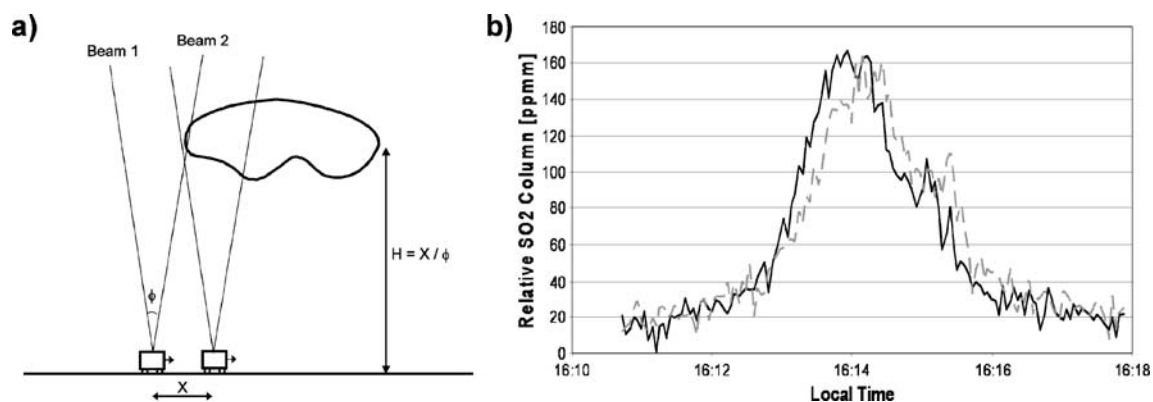 a)
Beam 1
Beam 2
H = X / ϕ
ϕ
X
b)
Relative SO2 Column [ppmm]
180
160
140
120
100
80
60
40
20
0
16:10
16:12
16:14
16:16
16:18
Local Time